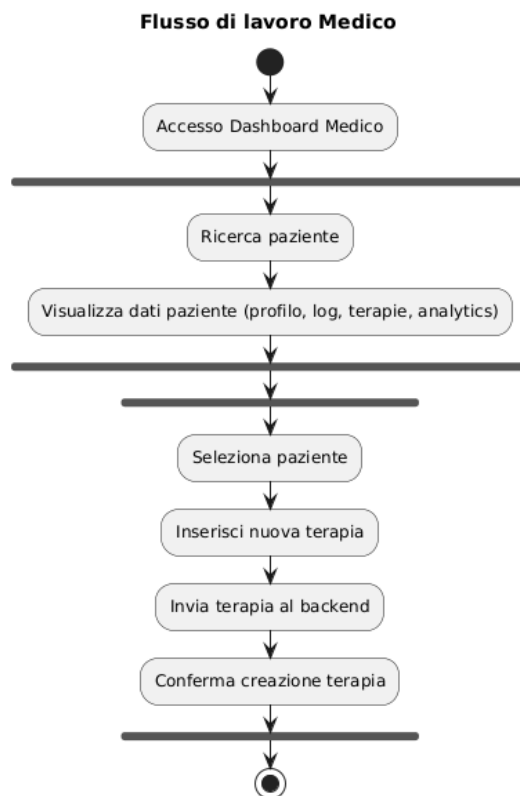 Flusso di lavoro Medico
Accesso Dashboard Medico
Ricerca paziente
Visualizza dati paziente (profilo, log, terapie, analytics)
Seleziona paziente
Inserisci nuova terapia
Invia terapia al backend
Conferma creazione terapia